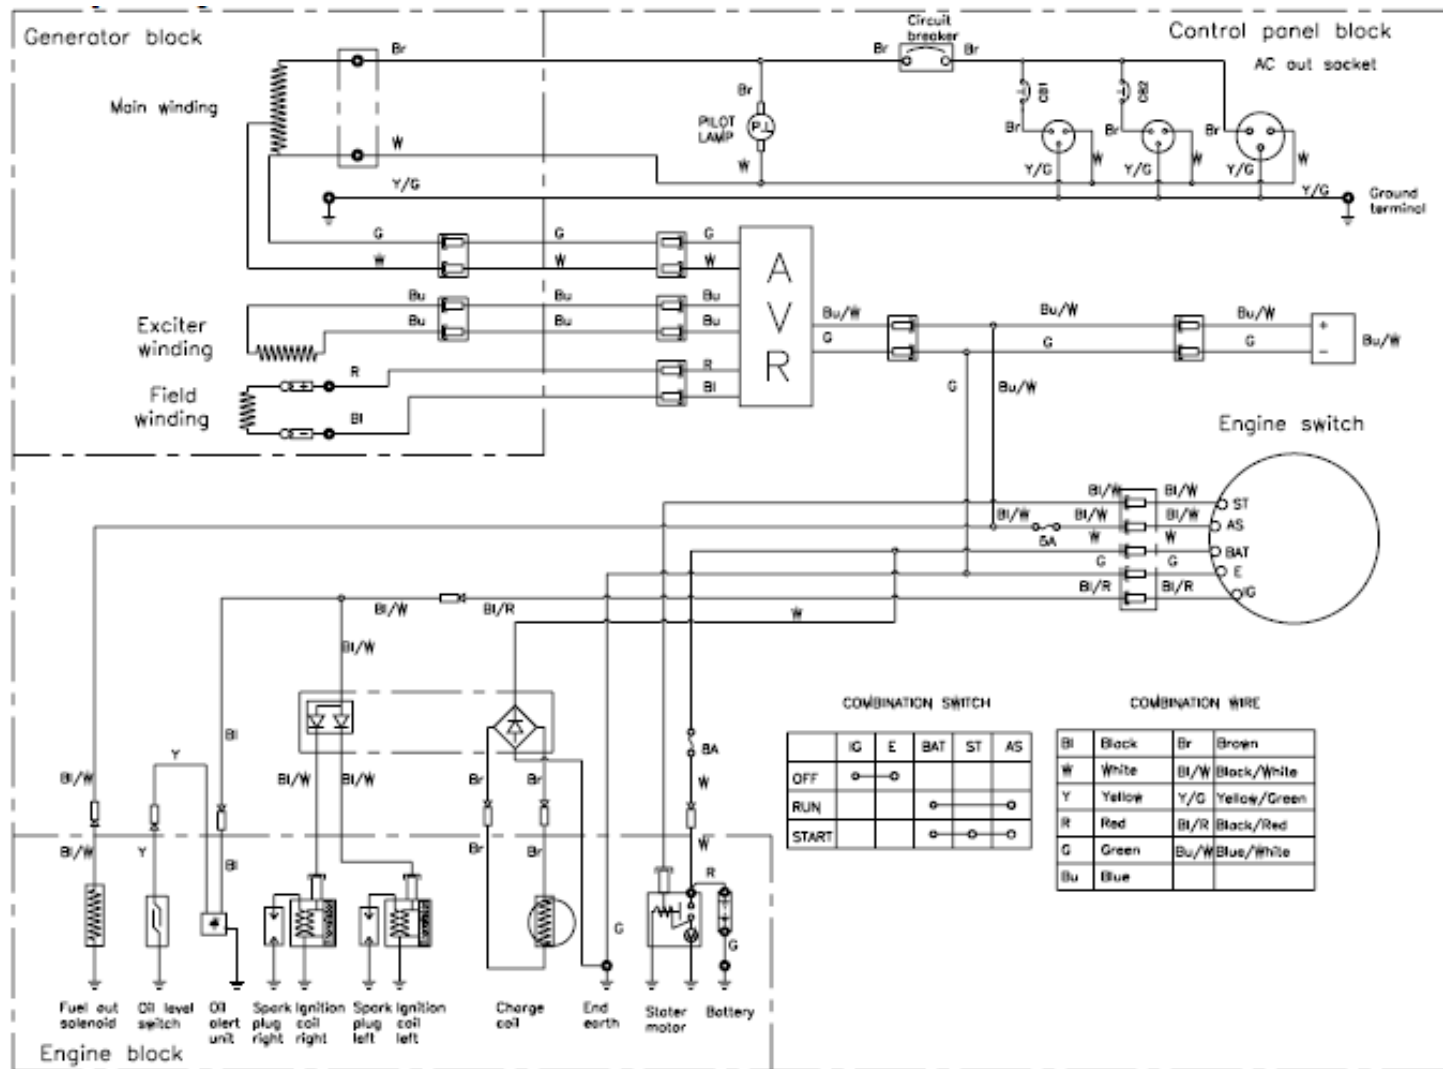 Generator block
Circuit
breaker
Control panel block
AC out socket
Br
Br
Br
Main winding
Br
PILOT
LAMP
P.L
CB1
CB2
Br
Br
Br
W
W
W
W
W
Y/G
Y/G
Y/G
Y/G
Y/G
Ground
terminal
G
G
G
W
W
W
Bu
Bu
Bu
Bu
Bu
Bu
A
V
R
Exciter
winding
Bu/W
Bu/W
Bu/W
+
-
Bu/W
G
G
G
R
R
Bl
Field
winding
+
Bl
-
G
Bu/W
Engine switch
Bl/W
Bl/W
ST
Bl/W
Bl/W
Bl/W
AS
5A
W
W
BAT
G
G
E
Bl/R
Bl/R
IG
Bl/W
Bl/R
W
Bl/W
COMBINATION SWITCH
IG E BAT ST AS
OFF
RUN
START
COMBINATION WIRE
Bl Black Br Brown
W White Bl/W Black/White
Y Yellow Y/G Yellow/Green
R Red Bl/R Black/Red
G Green Bu/W Blue/White
Bu Blue
Bl
Y
8A
Bl/W
Bl/W
Bl/W
Br
Br
W
Bl/W
Y
Bl
Br
Br
W
R
G
M
G
Fuel out
solenoid
Oil level
switch
Oil
alert
unit
Spark
plug
right
Ignition
coil
right
Spark
plug
left
Ignition
coil
left
Charge
coil
End
earth
Stater
motor
Battery
Engine block